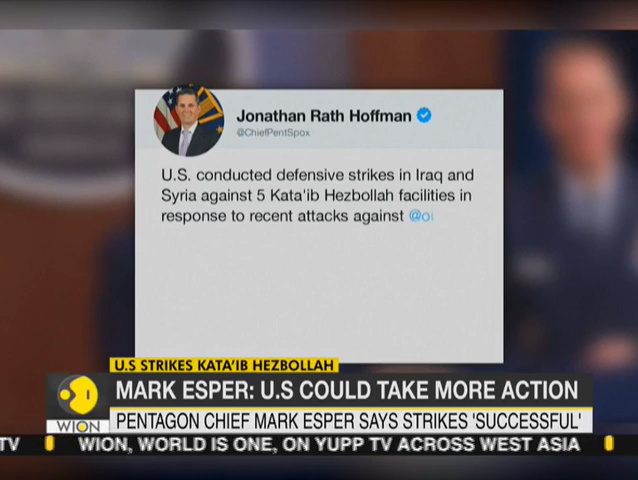 Jonathan Rath Hoffman
@ChiefPentSpox
U.S. conducted defensive strikes in Iraq and
Syria against 5 Kata'ib Hezbollah facilities in
response to recent attacks against @oi
U.S STRIKES KATA'IB HEZBOLLAH
MARK ESPER: U.S COULD TAKE MORE ACTION
PENTAGON CHIEF MARK ESPER SAYS STRIKES 'SUCCESSFUL'
WION
TV WION, WORLD IS ONE, ON YUPP TV ACROSS WEST ASIA